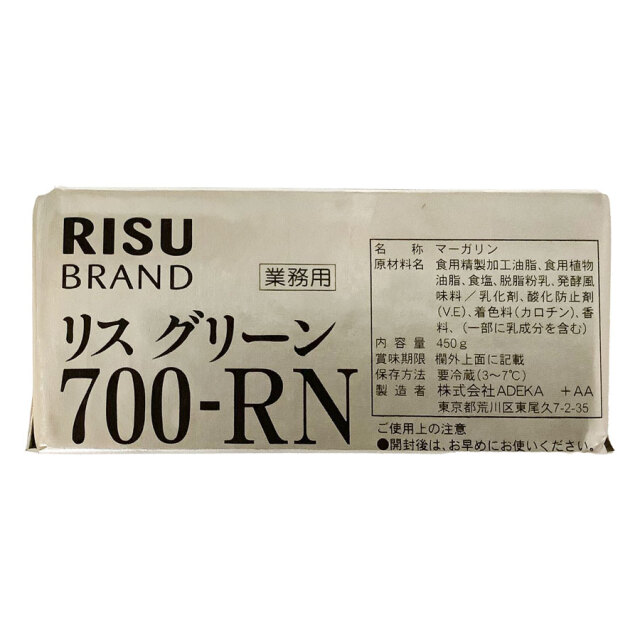 RISU
BRAND
業務用
リス グリーン
700-RN
名称 マーガリン
原材料名 食用精製加工油脂、食用植物
油脂、食塩、脱脂粉乳、発酵風
味料／乳化剤、酸化防止剤
(V.E)、着色料(カロチン)、香
料、(一部に乳成分を含む)
内容量 450g
賞味期限 欄外上面に記載
保存方法 要冷蔵(3〜7℃)
製造者 株式会社ADEKA +AA
東京都荒川区東尾久7-2-35
ご使用上の注意
●開封後は、お早めにお使いください。